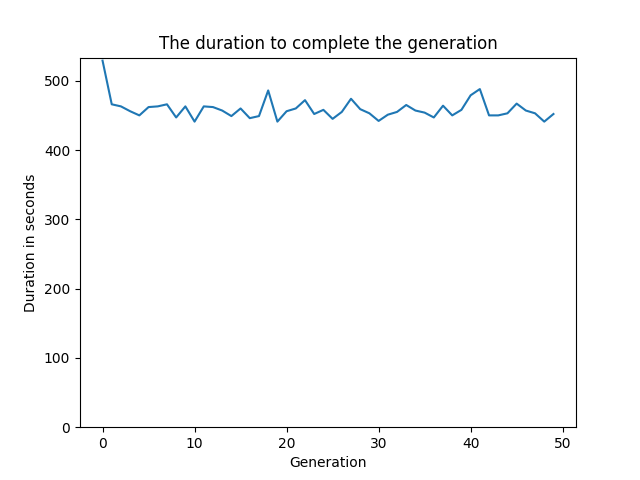 The duration to complete the generation
500
400
300
200
100
0
Duration in seconds
0 10 20 30 40 50
Generation